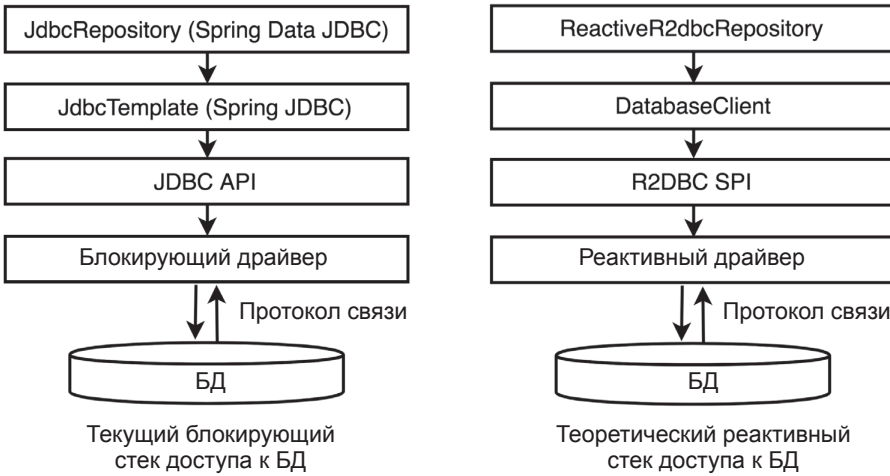 JdbcRepository (Spring Data JDBC)
JdbcTemplate (Spring JDBC)
JDBC API
Блокирующий драйвер
Протокол связи
БД
Текущий блокирующий
стек доступа к БД
ReactiveR2dbcRepository
DatabaseClient
R2DBC SPI
Реактивный драйвер
Протокол связи
БД
Теоретический реактивный
стек доступа к БД